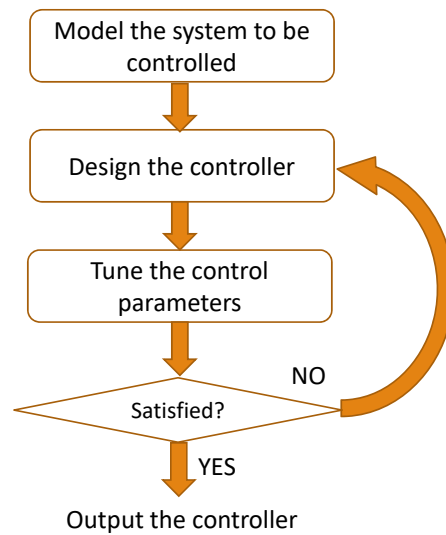 Model the system to be
controlled
Design the controller
Tune the control
parameters
NO
Satisfied?
YES
Output the controller